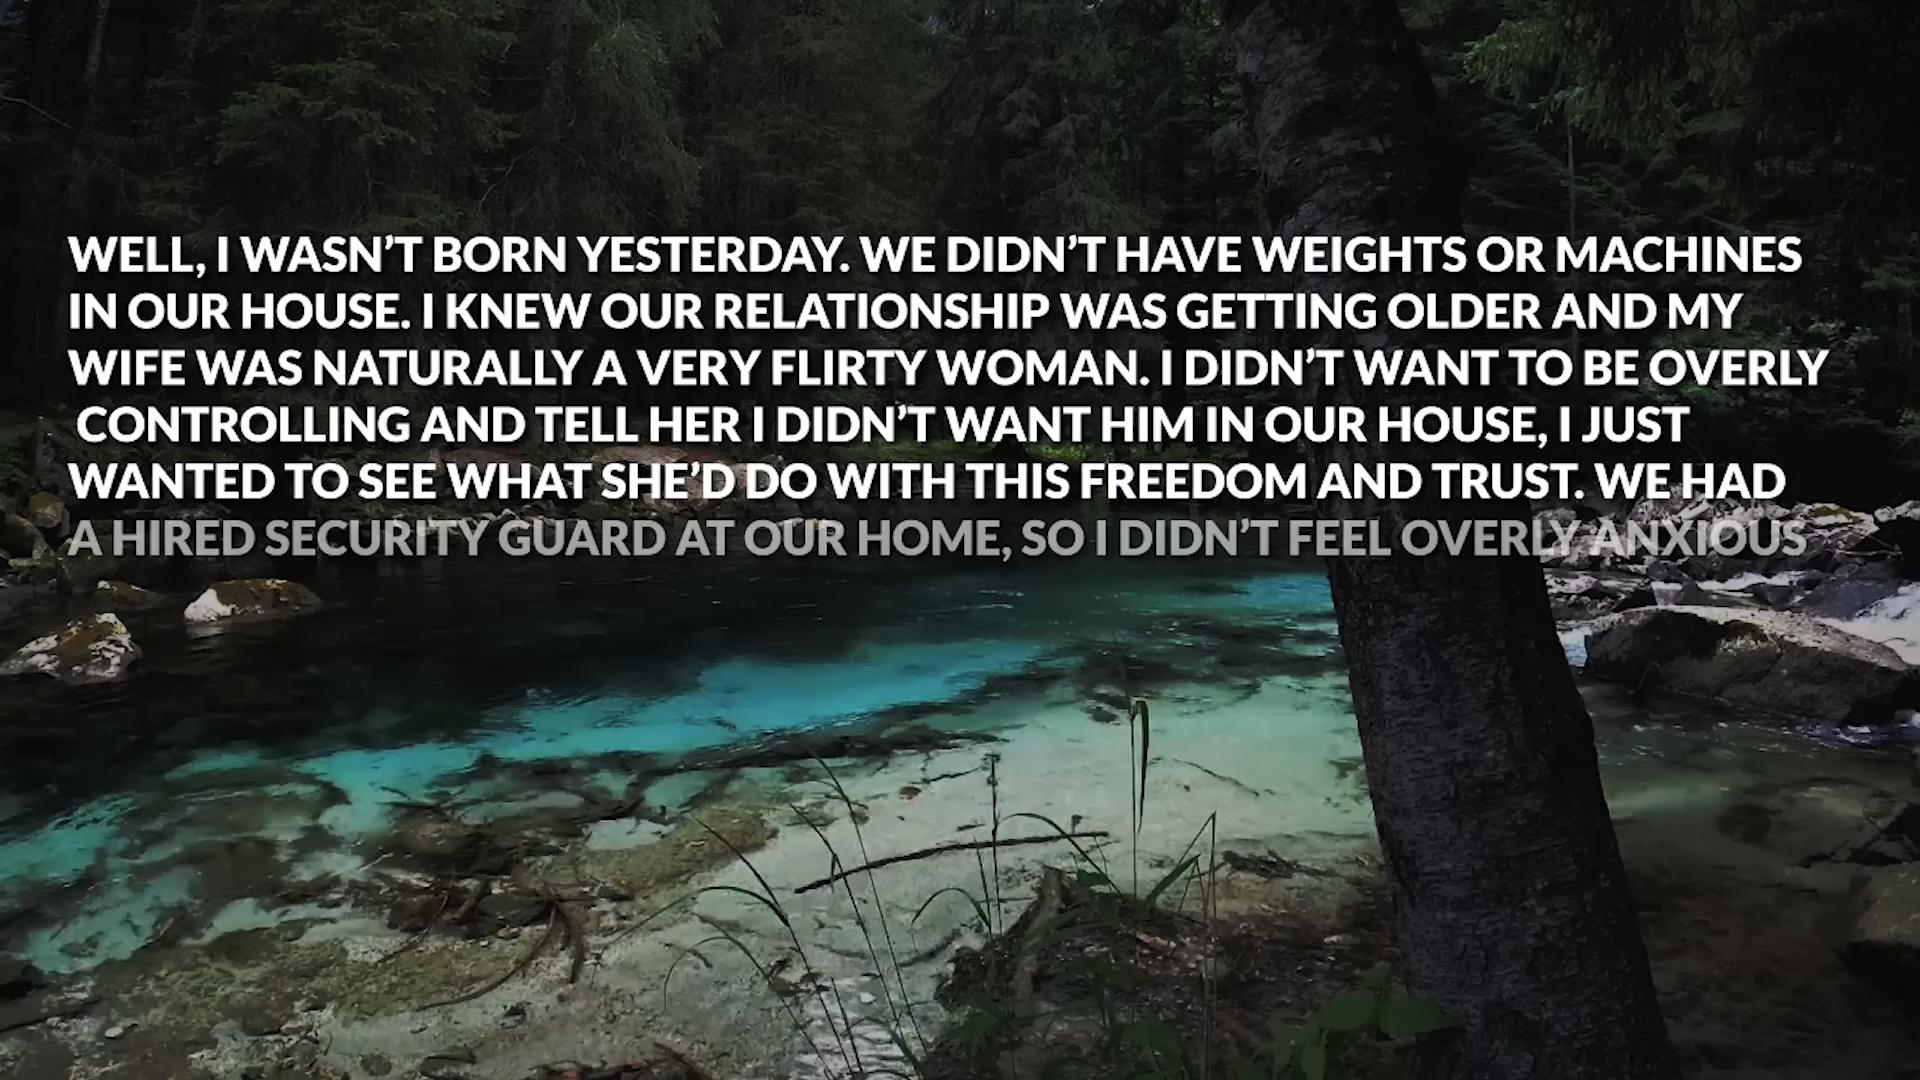 WELL, I WASN’T BORN YESTERDAY. WE DIDN’T HAVE WEIGHTS OR MACHINES
IN OUR HOUSE. I KNEW OUR RELATIONSHIP WAS GETTING OLDER AND MY
WIFE WAS NATURALLY A VERY FLIRTY WOMAN. I DIDN’T WANT TO BE OVERLY
CONTROLLING AND TELL HER I DIDN’T WANT HIM IN OUR HOUSE, I JUST
WANTED TO SEE WHAT SHE’D DO WITH THIS FREEDOM AND TRUST. WE HAD
A HIRED SECURITY GUARD AT OUR HOME, SO I DIDN’T FEEL OVERLY ANXIOUS